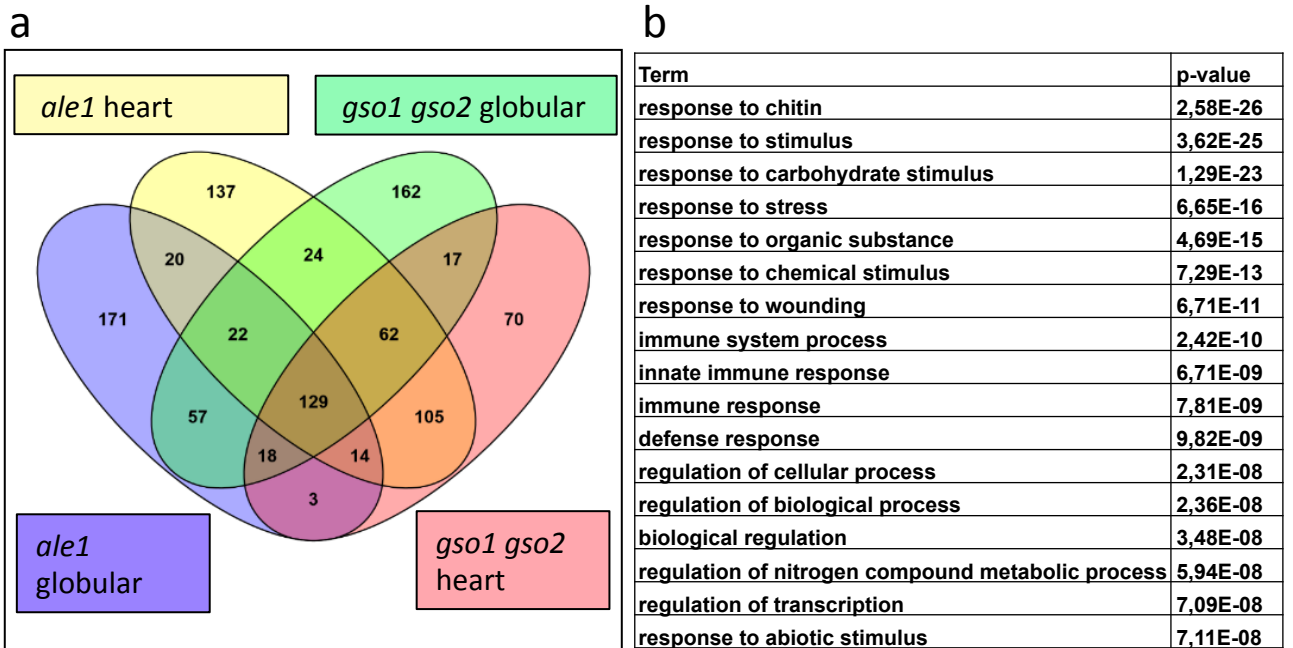 a
ale1 heart
gso1 gso2 globular
137
162
20
24
17
171
22
62
70
57
129
105
18
14
3
ale1
globular
gso1 gso2
heart
b
Term p-value
response to chitin 2,58E-26
response to stimulus 3,62E-25
response to carbohydrate stimulus 1,29E-23
response to stress 6,65E-16
response to organic substance 4,69E-15
response to chemical stimulus 7,29E-13
response to wounding 6,71E-11
immune system process 2,42E-10
innate immune response 6,71E-09
immune response 7,81E-09
defense response 9,82E-09
regulation of cellular process 2,31E-08
regulation of biological process 2,36E-08
biological regulation 3,48E-08
regulation of nitrogen compound metabolic process 5,94E-08
regulation of transcription 7,09E-08
response to abiotic stimulus 7,11E-08